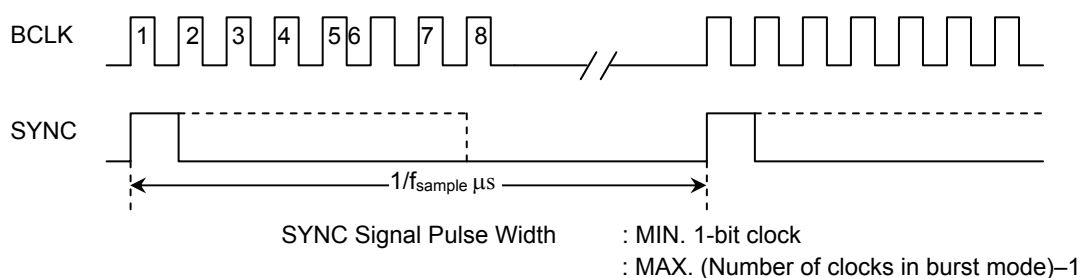 BCLK 1 2 3 4 5 6 7 8
SYNC
1/fsample μs
SYNC Signal Pulse Width : MIN. 1-bit clock
: MAX. (Number of clocks in burst mode)–1